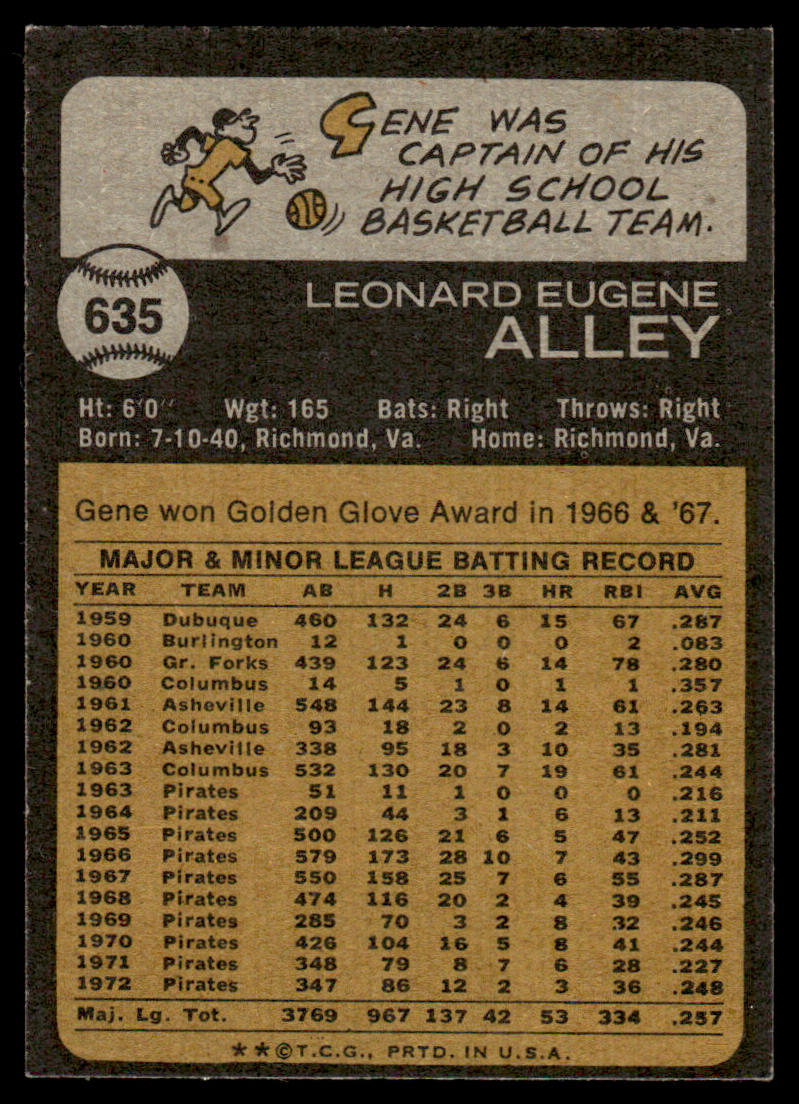 GENE WAS
CAPTAIN OF HIS
HIGH SCHOOL
BASKETBALL TEAM.
635
LEONARD EUGENE
ALLEY
Ht: 6'0" Wgt: 165 Bats: Right Throws: Right
Born: 7-10-40, Richmond, Va. Home: Richmond, Va.
Gene won Golden Glove Award in 1966 & '67.
MAJOR & MINOR LEAGUE BATTING RECORD
YEAR TEAM AB H 2B 3B HR RBI AVG
1959 Dubuque 460 132 24 6 15 67 .287
1960 Burlington 12 1 0 0 0 2 .083
1960 Gr. Forks 439 123 24 6 14 78 .280
1960 Columbus 14 5 1 0 1 1 .357
1961 Asheville 548 144 23 8 14 61 .263
1962 Columbus 93 18 2 0 2 13 .194
1962 Asheville 338 95 18 3 10 35 .281
1963 Columbus 532 130 20 7 19 61 .244
1963 Pirates 51 11 1 0 0 0 .216
1964 Pirates 209 44 3 1 6 13 .211
1965 Pirates 500 126 21 6 5 47 .252
1966 Pirates 579 173 28 10 7 43 .299
1967 Pirates 550 158 25 7 6 55 .287
1968 Pirates 474 116 20 2 4 39 .245
1969 Pirates 285 70 3 2 8 32 .246
1970 Pirates 426 104 16 5 8 41 .244
1971 Pirates 348 79 8 7 6 28 .227
1972 Pirates 347 86 12 2 3 36 .248
Maj. Lg. Tot. 3769 967 137 42 53 334 .257
**©T.C.G., PRTD. IN U.S.A.